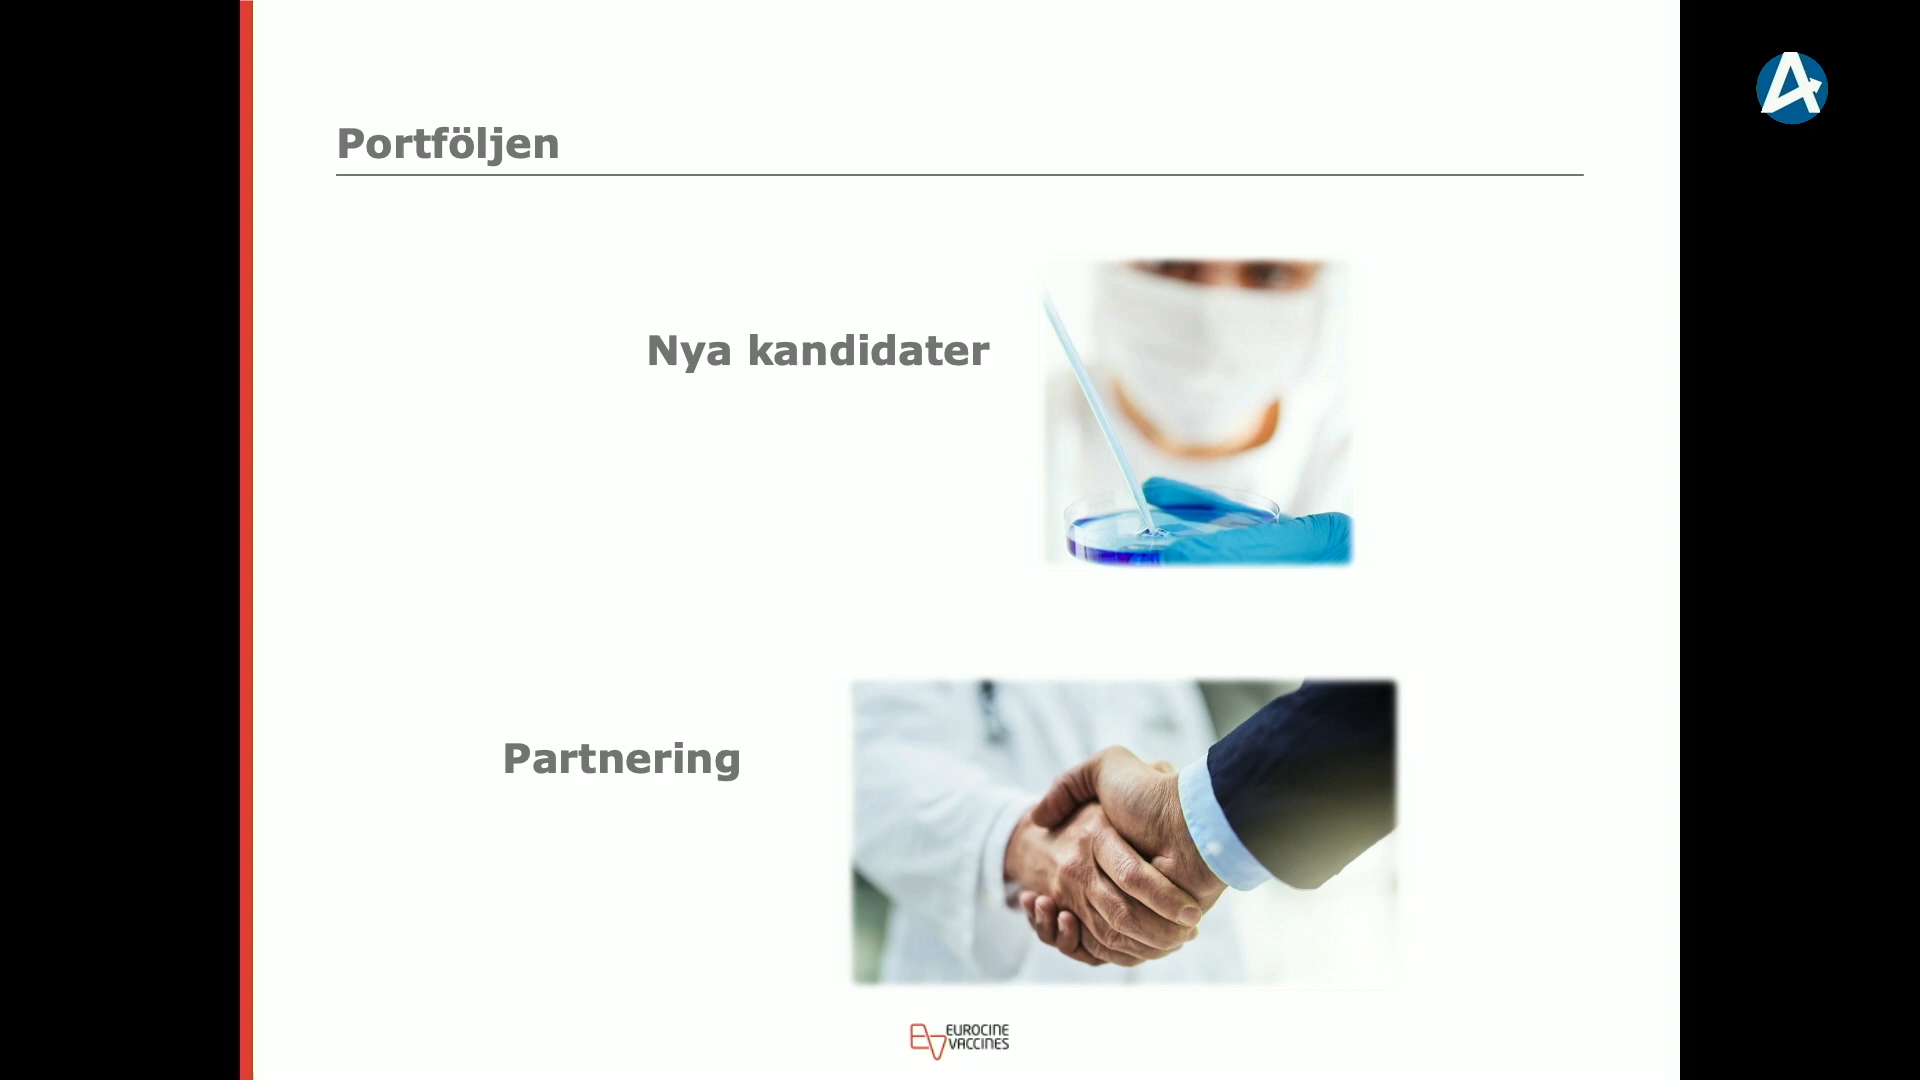 Portföljen
Nya kandidater
Partnering
EUROCINE
VACCINES